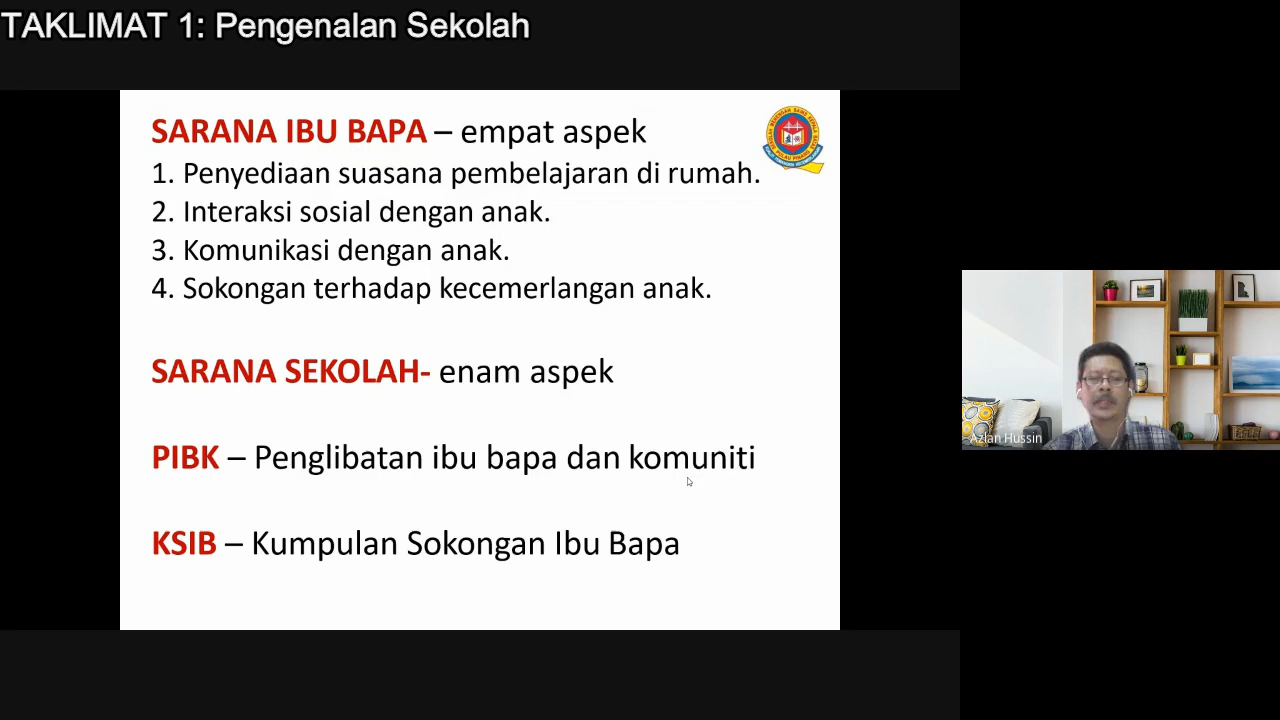 TAKLIMAT 1: Pengenalan Sekolah
SARANA IBU BAPA – empat aspek
1. Penyediaan suasana pembelajaran di rumah.
2. Interaksi sosial dengan anak.
3. Komunikasi dengan anak.
4. Sokongan terhadap kecemerlangan anak.
SARANA SEKOLAH- enam aspek
PIBK – Penglibatan ibu bapa dan komuniti
KSIB – Kumpulan Sokongan Ibu Bapa
Azlan Hussin